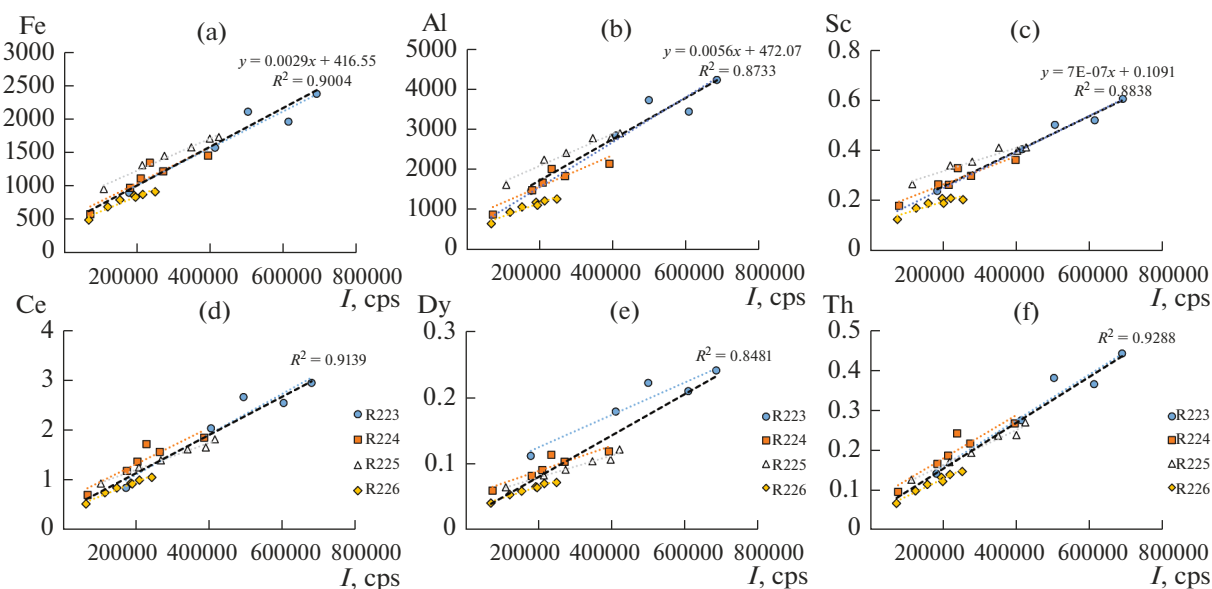 Fe
(a)
3000
2500
2000
1500
1000
500
0
y = 0.0029x + 416.55
R² = 0.9004
200000 400000 600000 800000
I, cps
Al
(b)
5000
4000
3000
2000
1000
0
y = 0.0056x + 472.07
R² = 0.8733
200000 400000 600000 800000
I, cps
Sc
(c)
0.8
0.6
0.4
0.2
0
y = 7E-07x + 0.1091
R² = 0.8838
200000 400000 600000 800000
I, cps
Ce
(d)
4
3
2
1
0
R² = 0.9139
R223
R224
R225
R226
200000 400000 600000 800000
I, cps
Dy
(e)
0.3
0.2
0.1
0
R² = 0.8481
R223
R224
R225
R226
200000 400000 600000 800000
I, cps
Th
(f)
0.5
0.4
0.3
0.2
0.1
0
R² = 0.9288
R223
R224
R225
R226
200000 400000 600000 800000
I, cps